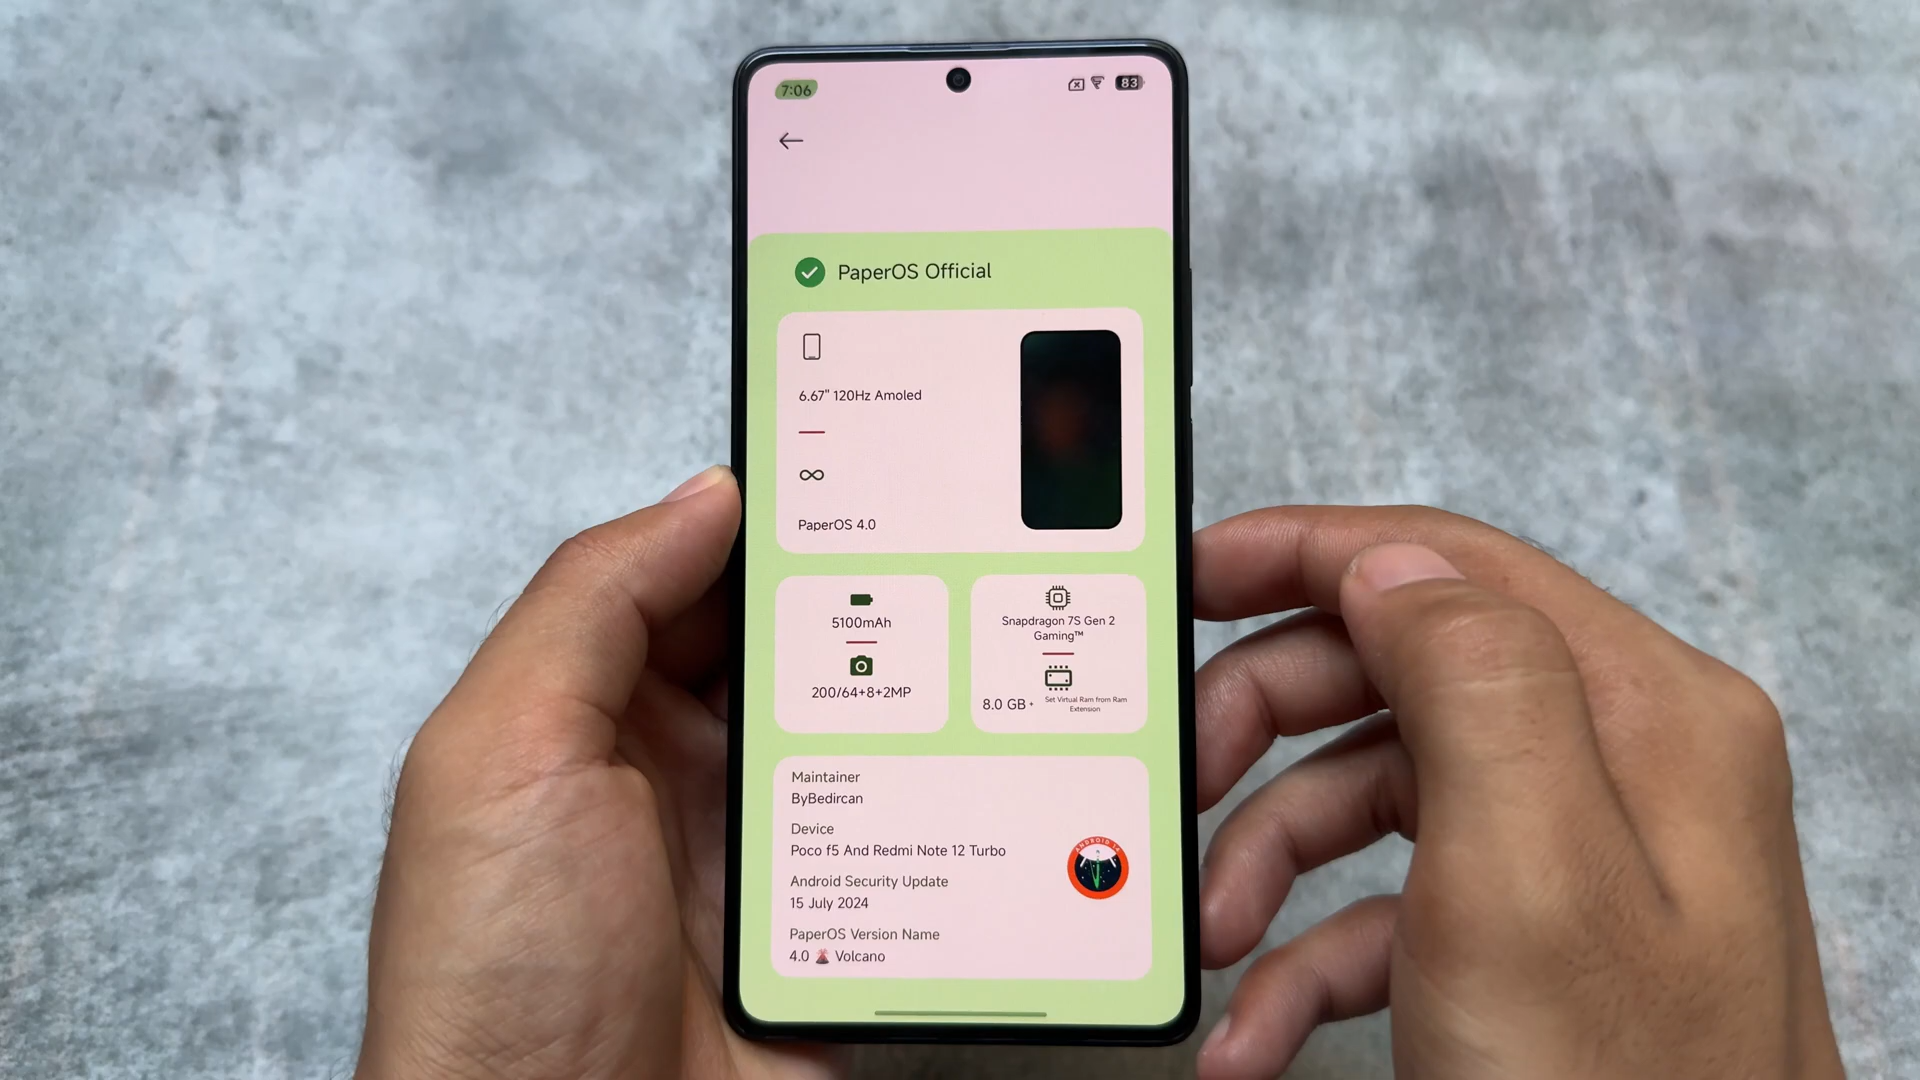 7:06
83
PaperOS Official
6.67" 120Hz Amoled
PaperOS 4.0
5100mAh
200/64+8+2MP
Snapdragon 7S Gen 2
Gaming™
8.0 GB +
Set Virtual Ram from Ram
Extension
Maintainer
ByBedircan
Device
Poco f5 And Redmi Note 12 Turbo
Android Security Update
15 July 2024
PaperOS Version Name
4.0 🌋 Volcano
ANDROID 14